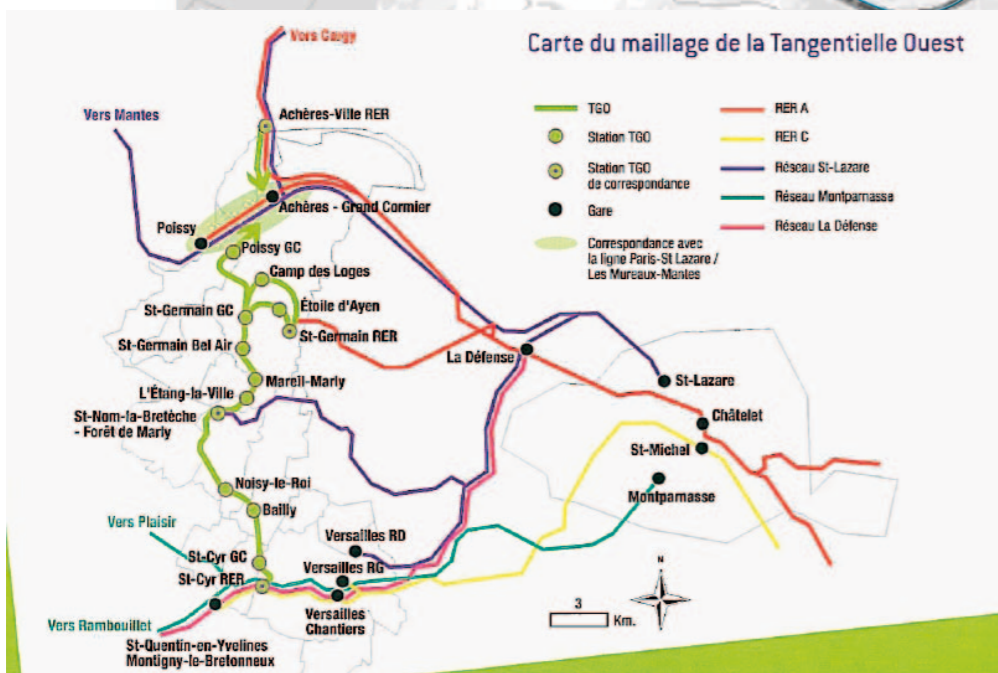 Carte du maillage de la Tangentielle Ouest
TGO
Station TGO
Station TGO
de correspondance
Gare
Correspondance avec
la ligne Paris-St Lazare /
Les Mureaux-Mantes
RER A
RER C
Réseau St-Lazare
Réseau Montparnasse
Réseau La Défense
Vers Cergy
Vers Mantes
Achères-Ville RER
Achères - Grand Cormier
Poissy
Poissy GC
Camp des Loges
St-Germain GC
Étoile d'Ayen
St-Germain RER
St-Germain Bel Air
Mareil-Marly
L'Étang-la-Ville
St-Nom-la-Bretèche
- Forêt de Marly
La Défense
St-Lazare
Châtelet
St-Michel
Montparnasse
Noisy-le-Roi
Bailly
Vers Plaisir
Versailles RD
St-Cyr GC
Versailles RG
St-Cyr RER
Versailles
Chantiers
Vers Rambouillet
St-Quentin-en-Yvelines
Montigny-le-Bretonneux
N
3
Km.